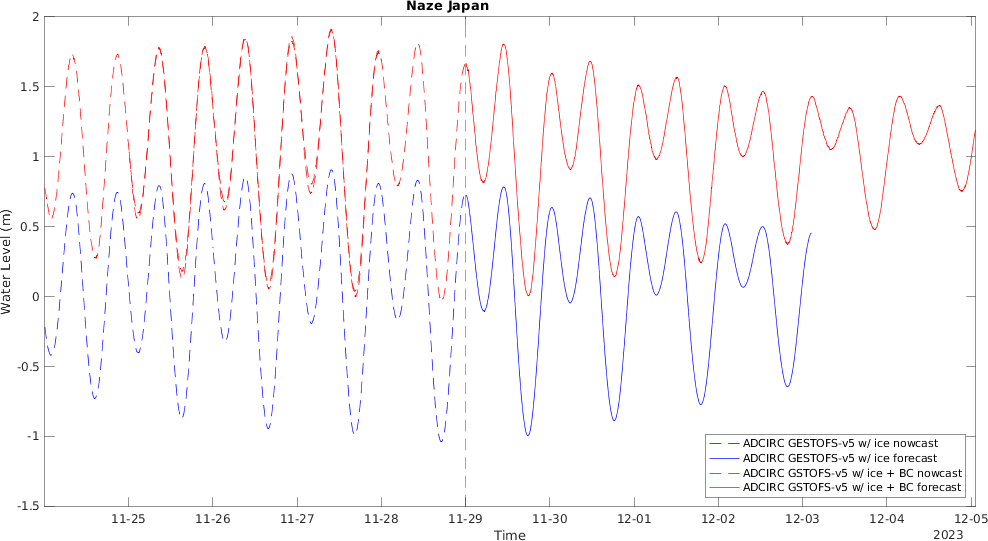 Naze Japan
Water Level (m)
2
1.5
1
0.5
0
-0.5
-1
-1.5
11-25 11-26 11-27 11-28 11-29 11-30 12-01 12-02 12-03 12-04 12-05
Time
2023
ADCIRC GESTOFS-v5 w/ ice nowcast
ADCIRC GESTOFS-v5 w/ ice forecast
ADCIRC GSTOFS-v5 w/ ice + BC nowcast
ADCIRC GSTOFS-v5 w/ ice + BC forecast